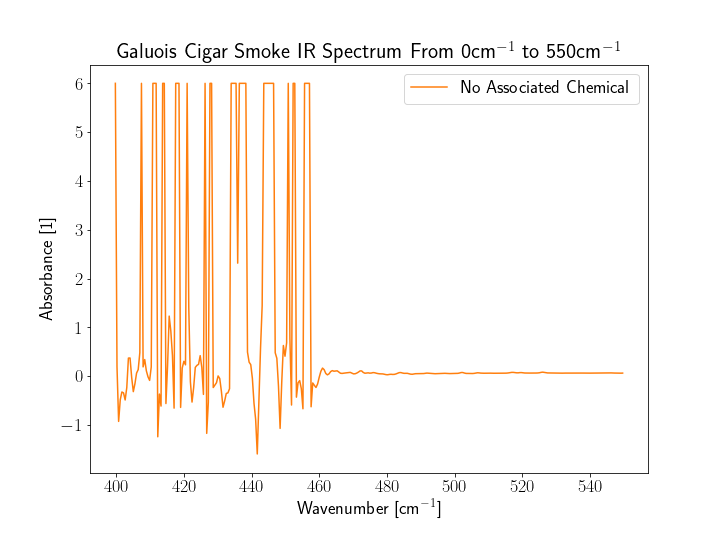 Galuois Cigar Smoke IR Spectrum From 0cm⁻¹ to 550cm⁻¹
No Associated Chemical
Absorbance [1]
6
5
4
3
2
1
0
−1
400 420 440 460 480 500 520 540
Wavenumber [cm⁻¹]